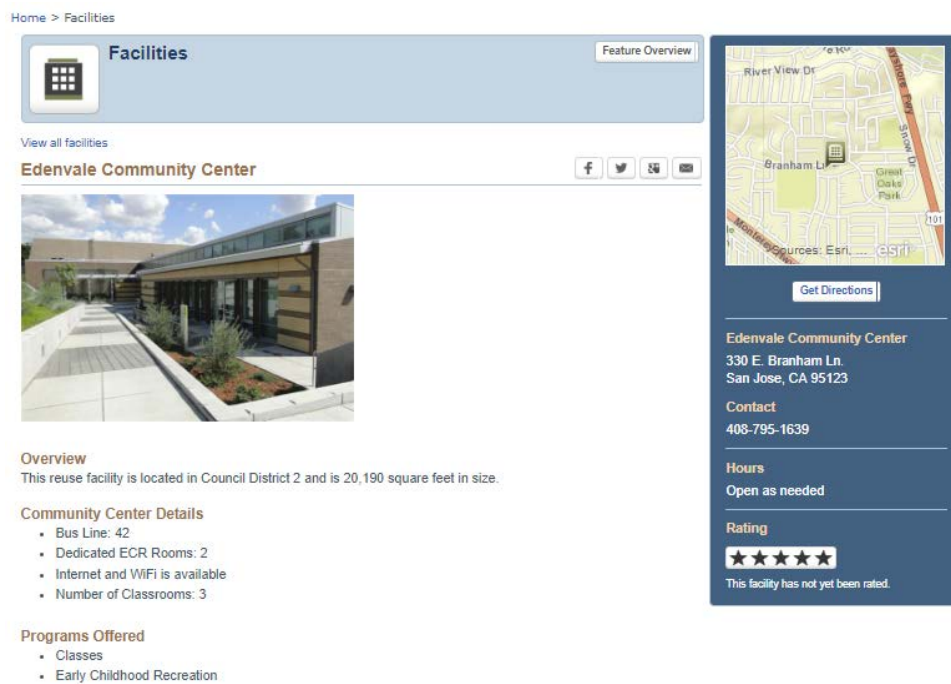 Home > Facilities
Facilities
Feature Overview
View all facilities
Edenvale Community Center
Overview
This reuse facility is located in Council District 2 and is 20,190 square feet in size.
Community Center Details
Bus Line: 42
Dedicated ECR Rooms: 2
Internet and WiFi is available
Number of Classrooms: 3
Programs Offered
Classes
Early Childhood Recreation
River View Dr
Snow Dr
Branham L
Great
Oaks
Park
101
Sources: Esri, ...
esri
Get Directions
Edenvale Community Center
330 E. Branham Ln.
San Jose, CA 95123
Contact
408-795-1639
Hours
Open as needed
Rating
This facility has not yet been rated.